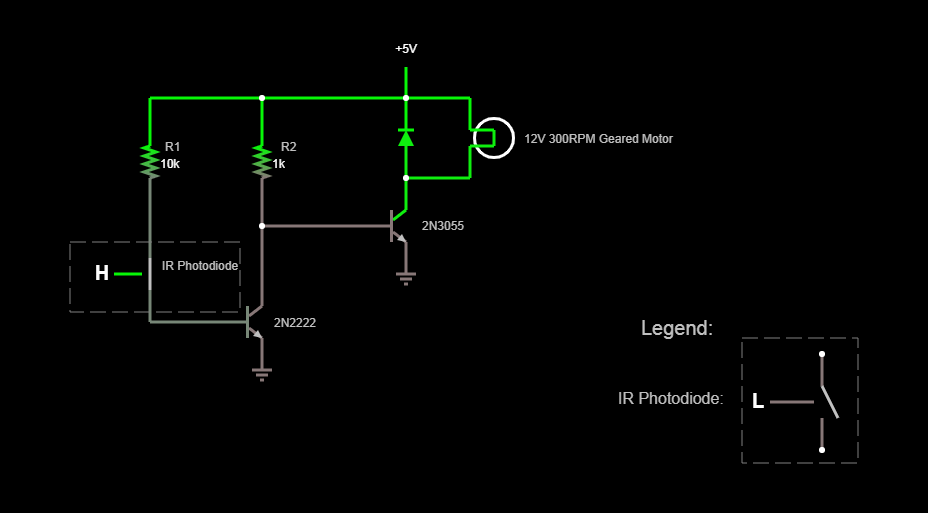 +5V
R1
10k
R2
1k
12V 300RPM Geared Motor
2N3055
H
IR Photodiode
2N2222
Legend:
IR Photodiode:
L